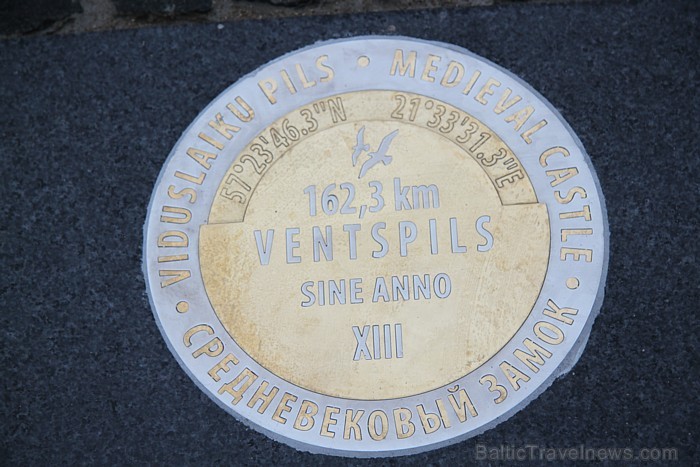 VIDUSLAIKU PILS • MEDIEVAL CASTLE • СРЕДНЕВЕКОВЫЙ ЗАМОК •
57°23'46.3"N 21°33'31.3"E
162,3 km
VENTSPILS
SINE ANNO
XIII
BalticTravelnews.com